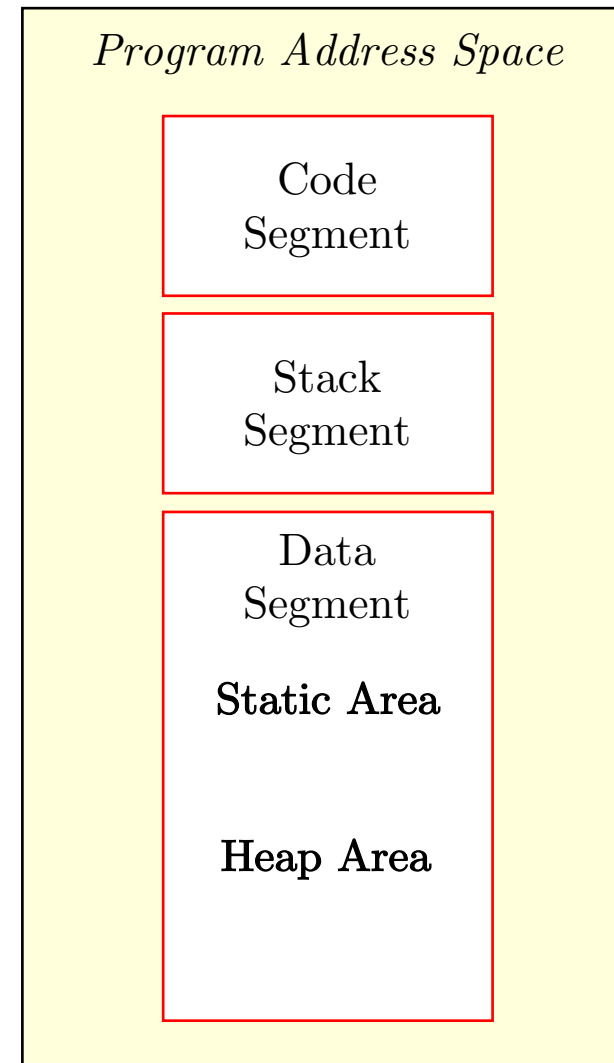 Program Address Space
Code
Segment
Stack
Segment
Data
Segment
Static Area
Heap Area